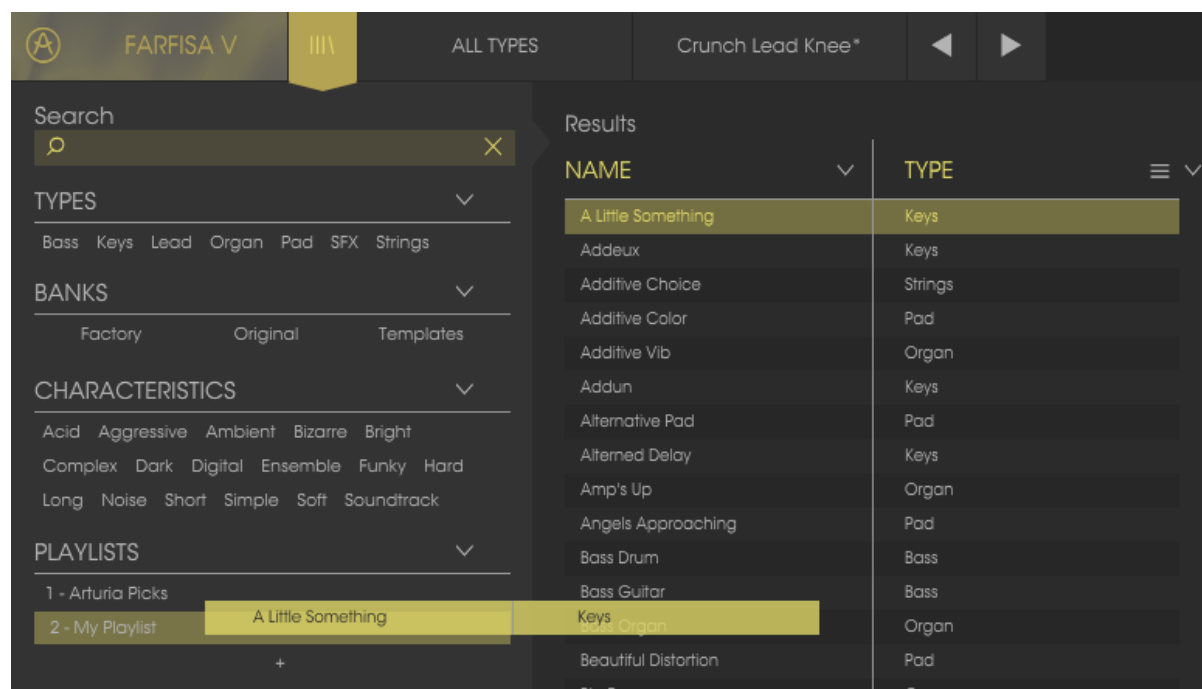 FARFISA V
ALL TYPES
Crunch Lead Knee*
Search
TYPES
Bass Keys Lead Organ Pad SFX Strings
BANKS
Factory Original Templates
CHARACTERISTICS
Acid Aggressive Ambient Bizarre Bright
Complex Dark Digital Ensemble Funky Hard
Long Noise Short Simple Soft Soundtrack
PLAYLISTS
1 - Arturia Picks
2 - My Playlist
+
A Little Something Keys
Results
NAME TYPE
A Little Something Keys
Addeux Keys
Additive Choice Strings
Additive Color Pad
Additive Vib Organ
Addun Keys
Alternative Pad Pad
Alterned Delay Keys
Amp's Up Organ
Angels Approaching Pad
Bass Drum Bass
Bass Guitar Bass
Bass Organ Organ
Beautiful Distortion Pad